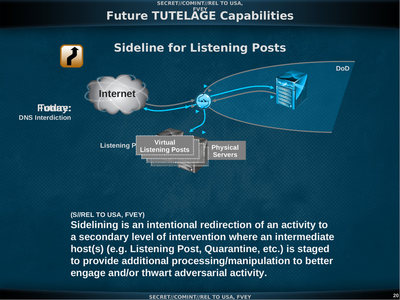 SECRET//COMINT//REL TO USA,
FVEY
Future TUTELAGE Capabilities
Sideline for Listening Posts
DoD
Internet
DNS Interdiction
Listening
Virtual
Listening Posts
Physical
Servers
(S//REL TO USA, FVEY)
Sidelining is an intentional redirection of an activity to
a secondary level of intervention where an intermediate
host(s) (e.g. Listening Post, Quarantine, etc.) is staged
to provide additional processing/manipulation to better
engage and/or thwart adversarial activity.
SECRET//COMINT//REL TO USA, FVEY
20